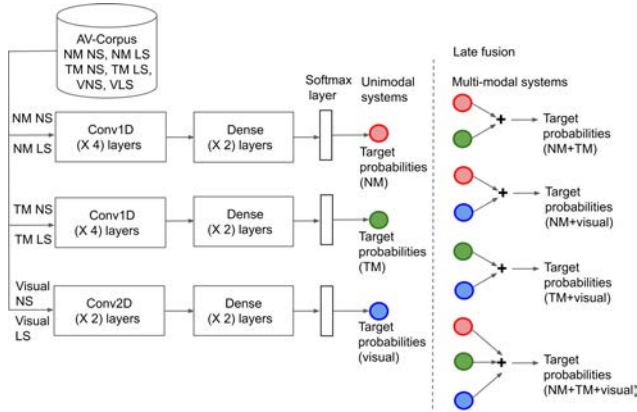 AV-Corpus
NM NS, NM LS
TM NS, TM LS,
VNS, VLS
Softmax
layer
Unimodal
systems
NM NS
NM LS
Conv1D
(X 4) layers
Dense
(X 2) layers
Target
probabilities
(NM)
TM NS
TM LS
Conv1D
(X 4) layers
Dense
(X 2) layers
Target
probabilities
(TM)
Visual
NS
Visual
LS
Conv2D
(X 2) layers
Dense
(X 2) layers
Target
probabilities
(visual)
Late fusion
Multi-modal systems
+
Target
probabilities
(NM+TM)
+
Target
probabilities
(NM+visual)
+
Target
probabilities
(TM+visual)
+
Target
probabilities
(NM+TM+visual)